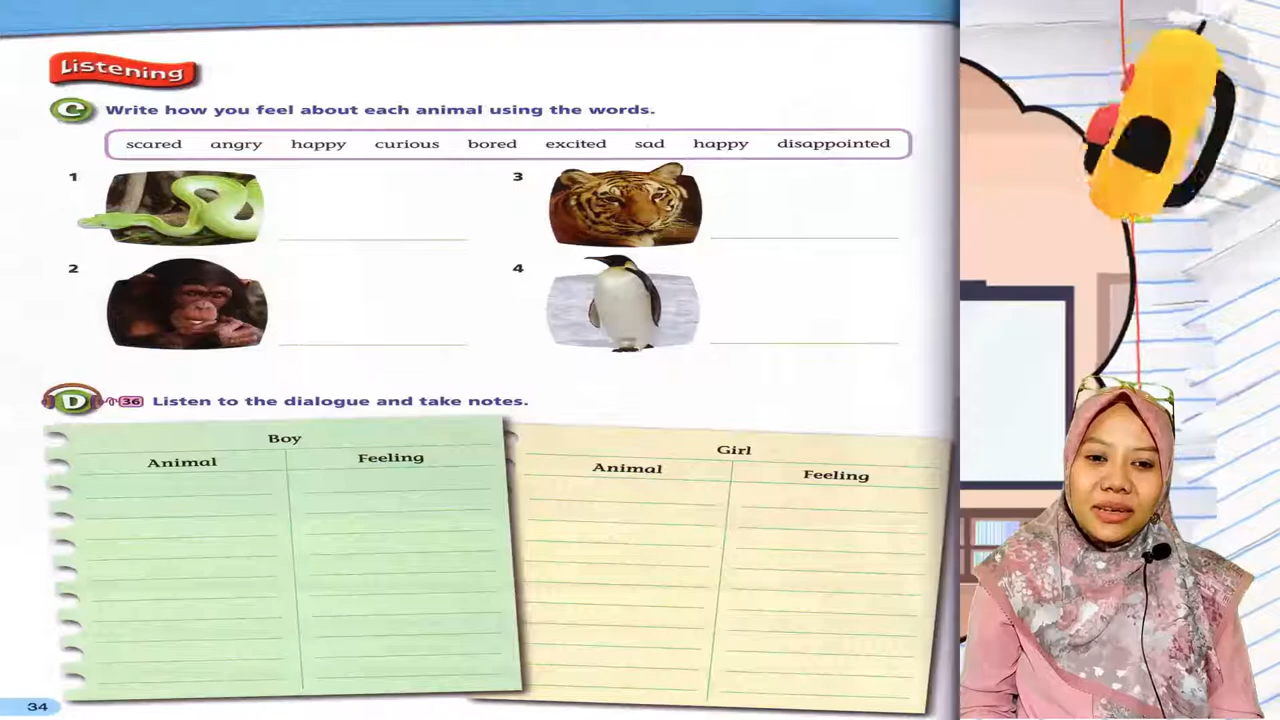 Listening
C Write how you feel about each animal using the words.
scared angry happy curious bored excited sad happy disappointed
1
3
2
4
D 36 Listen to the dialogue and take notes.
Boy
Animal Feeling
Girl
Animal Feeling
34